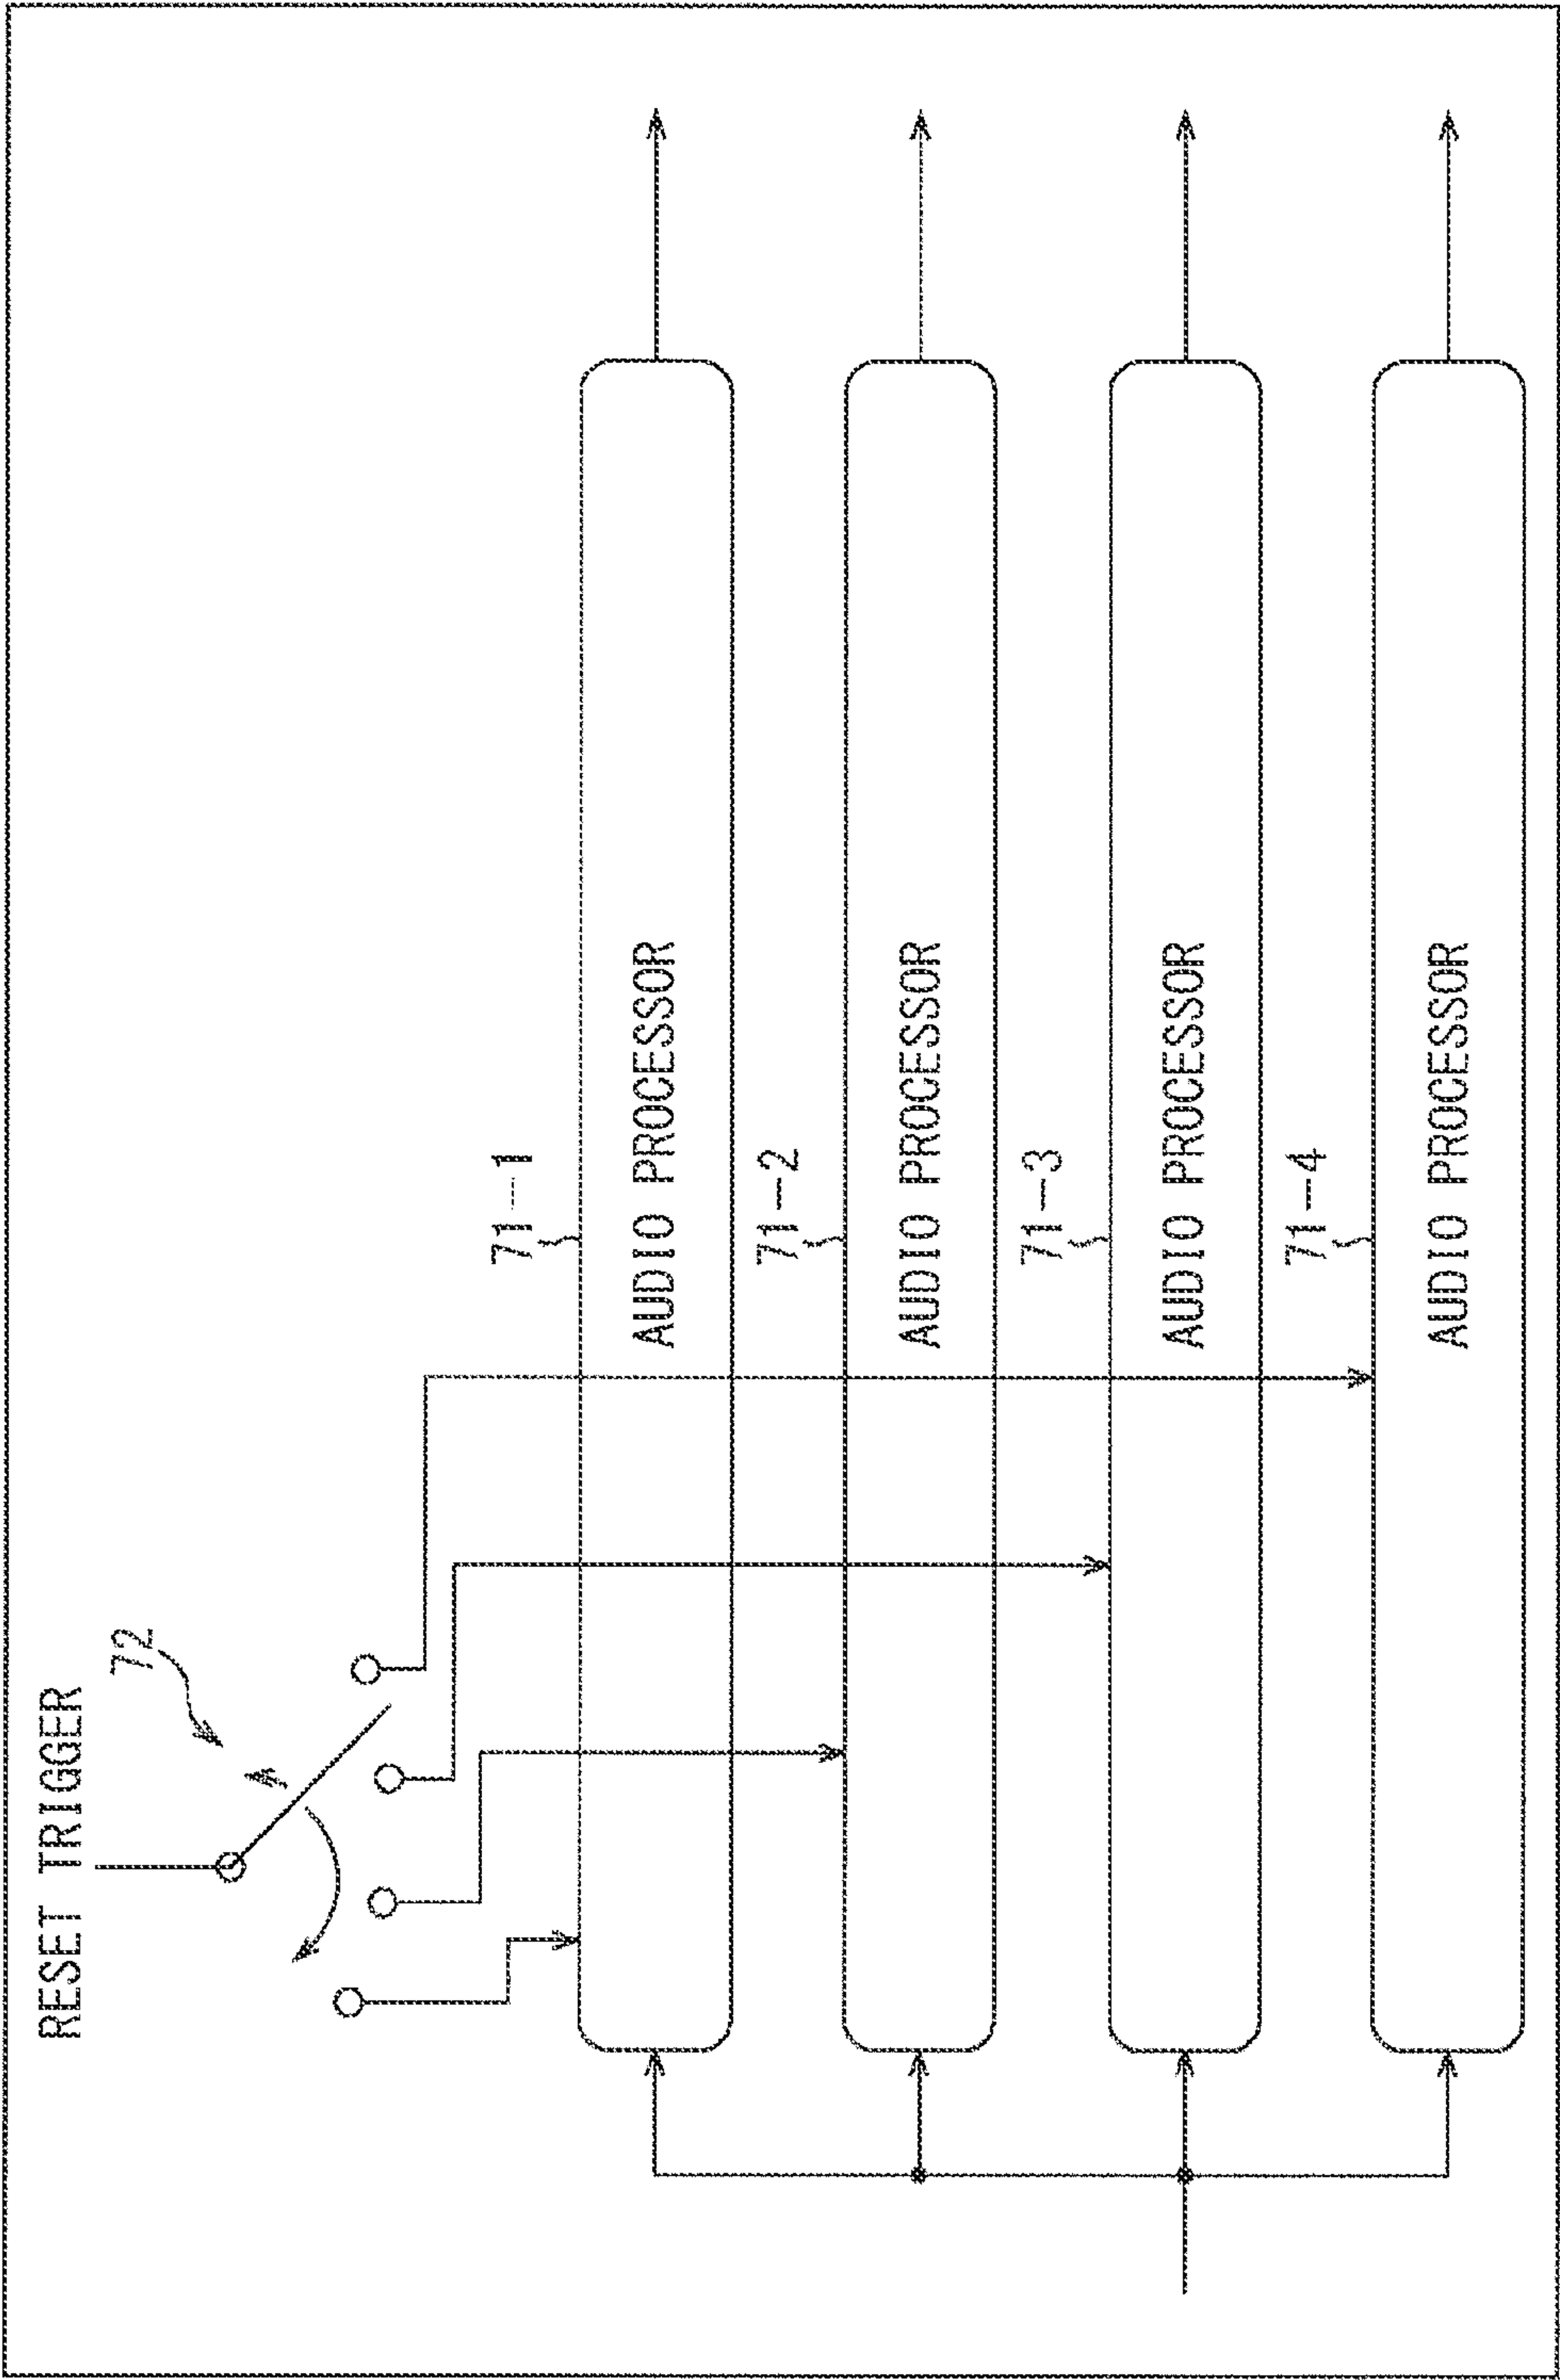 RESET TRIGGER
72
71-1
AUDIO PROCESSOR
71-2
AUDIO PROCESSOR
71-3
AUDIO PROCESSOR
71-4
AUDIO PROCESSOR